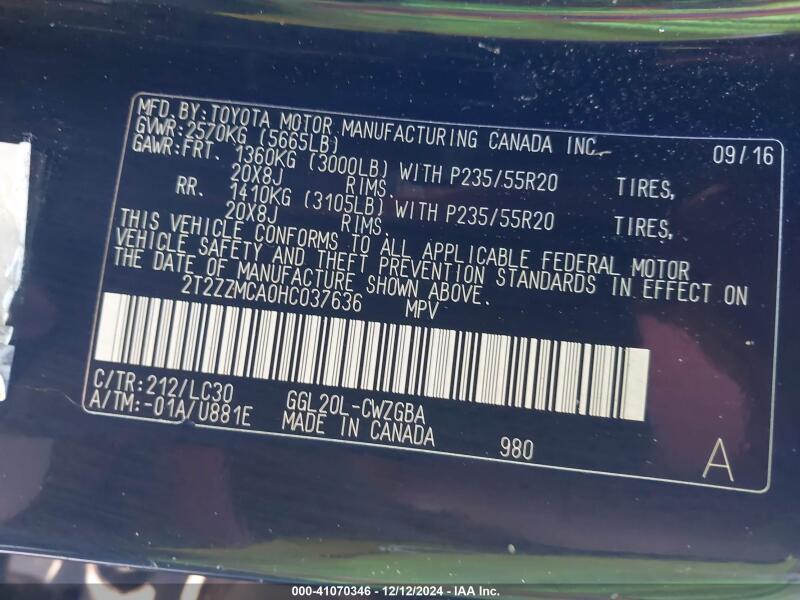 MFD. BY: TOYOTA MOTOR MANUFACTURING CANADA INC. 09/16
GVWR: 2570KG (5665LB)
GAWR: FRT. 1360KG (3000LB) WITH P235/55R20 TIRES,
20X8J RIMS.
RR. 1410KG (3105LB) WITH P235/55R20 TIRES,
20X8J RIMS.
THIS VEHICLE CONFORMS TO ALL APPLICABLE FEDERAL MOTOR
VEHICLE SAFETY AND THEFT PREVENTION STANDARDS IN EFFECT ON
THE DATE OF MANUFACTURE SHOWN ABOVE.
2T2ZZMCA0HC037636 MPV
C/TR: 212/LC30 GGL20L-CWZGBA
A/TM: -01A/U881E MADE IN CANADA 980 A
000-41070346 - 12/12/2024 - IAA Inc.